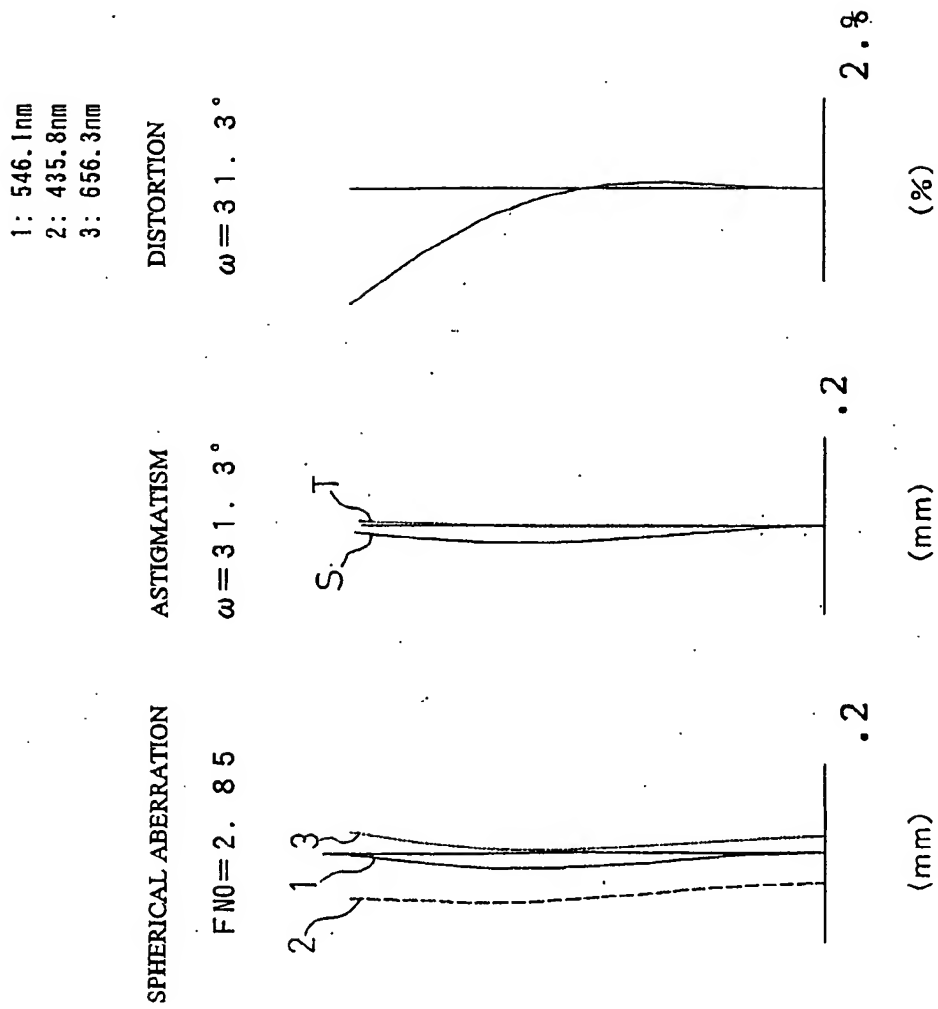 1: 546.1nm
2: 435.8nm
3: 656.3nm
SPHERICAL ABERRATION
FNO=2. 85
2
1
3
.2
(mm)
ASTIGMATISM
ω=31. 3°
S
T
.2
(mm)
DISTORTION
ω=31. 3°
2.%
(%)